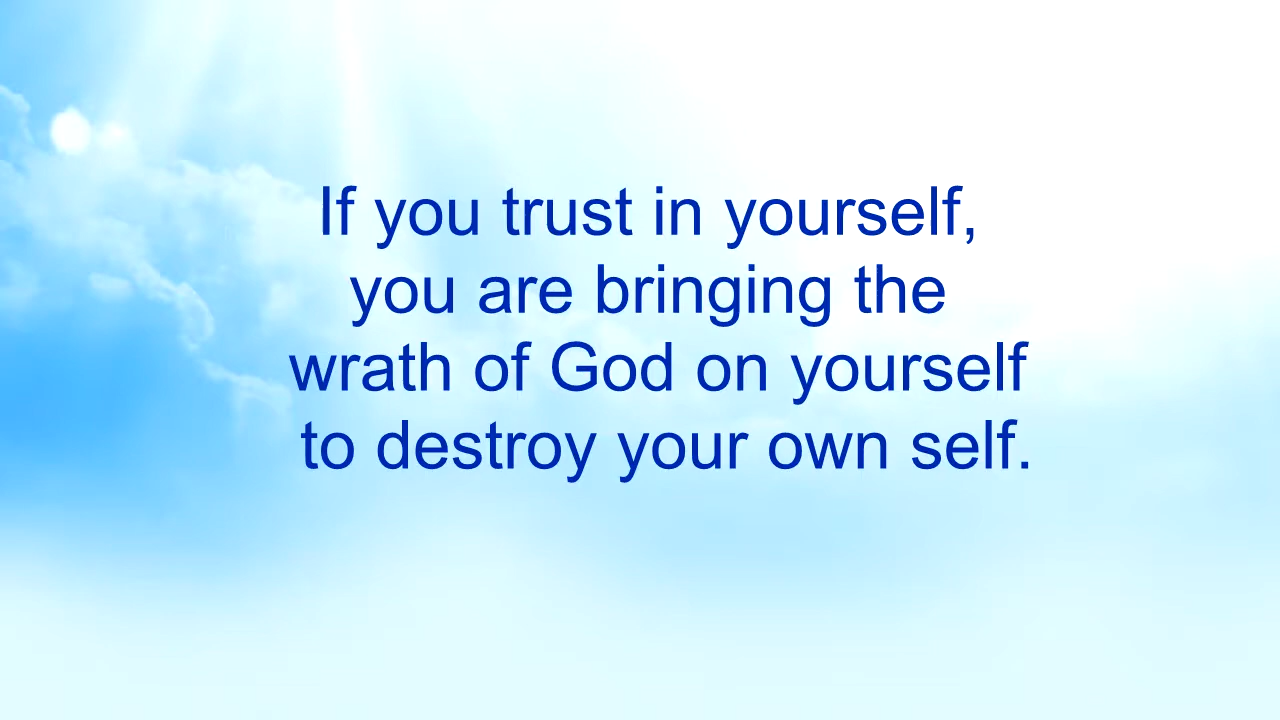 If you trust in yourself,
you are bringing the
wrath of God on yourself
to destroy your own self.